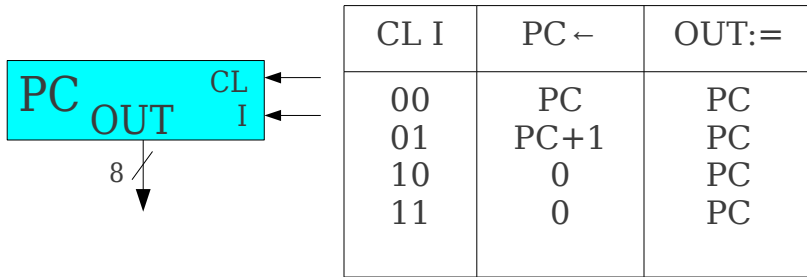 PC CL
OUT I
8
CL I PC← OUT:=
00 PC PC
01 PC+1 PC
10 0 PC
11 0 PC